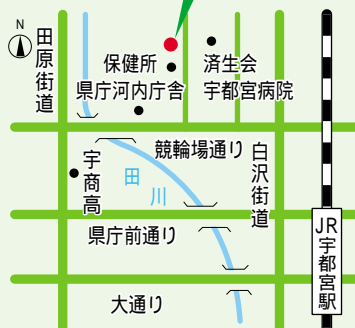 N
田原街道
保健所
済生会
宇都宮病院
県庁河内庁舎
競輪場通り
宇商高
田川
白沢街道
県庁前通り
JR宇都宮駅
大通り